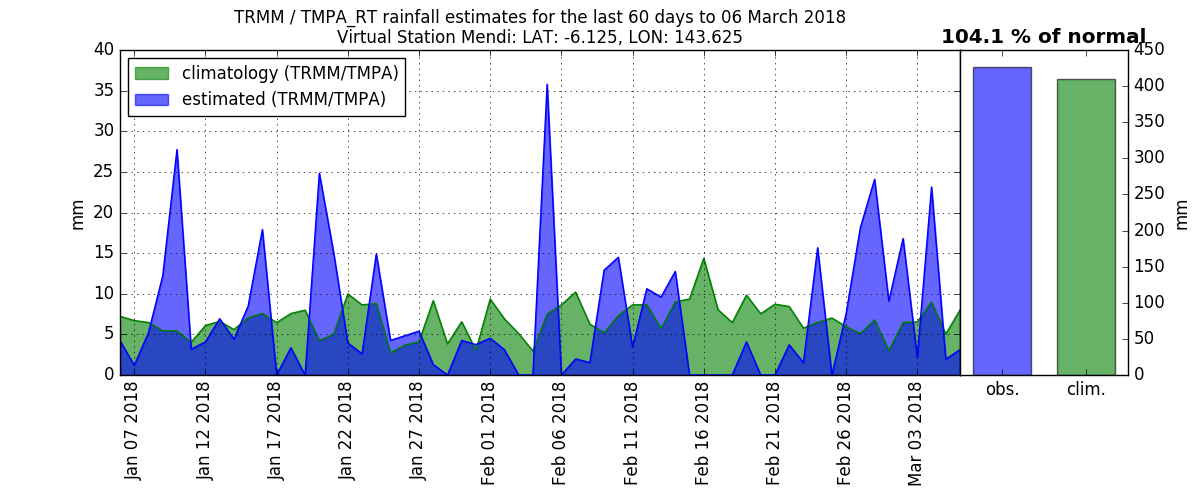 TRMM / TMPA_RT rainfall estimates for the last 60 days to 06 March 2018
Virtual Station Mendi: LAT: -6.125, LON: 143.625
104.1 % of normal
climatology (TRMM/TMPA)
estimated (TRMM/TMPA)
40
35
30
25
20
15
10
5
0
mm
450
400
350
300
250
200
150
100
50
0
mm
Jan 07 2018
Jan 12 2018
Jan 17 2018
Jan 22 2018
Jan 27 2018
Feb 01 2018
Feb 06 2018
Feb 11 2018
Feb 16 2018
Feb 21 2018
Feb 26 2018
Mar 03 2018
obs.
clim.